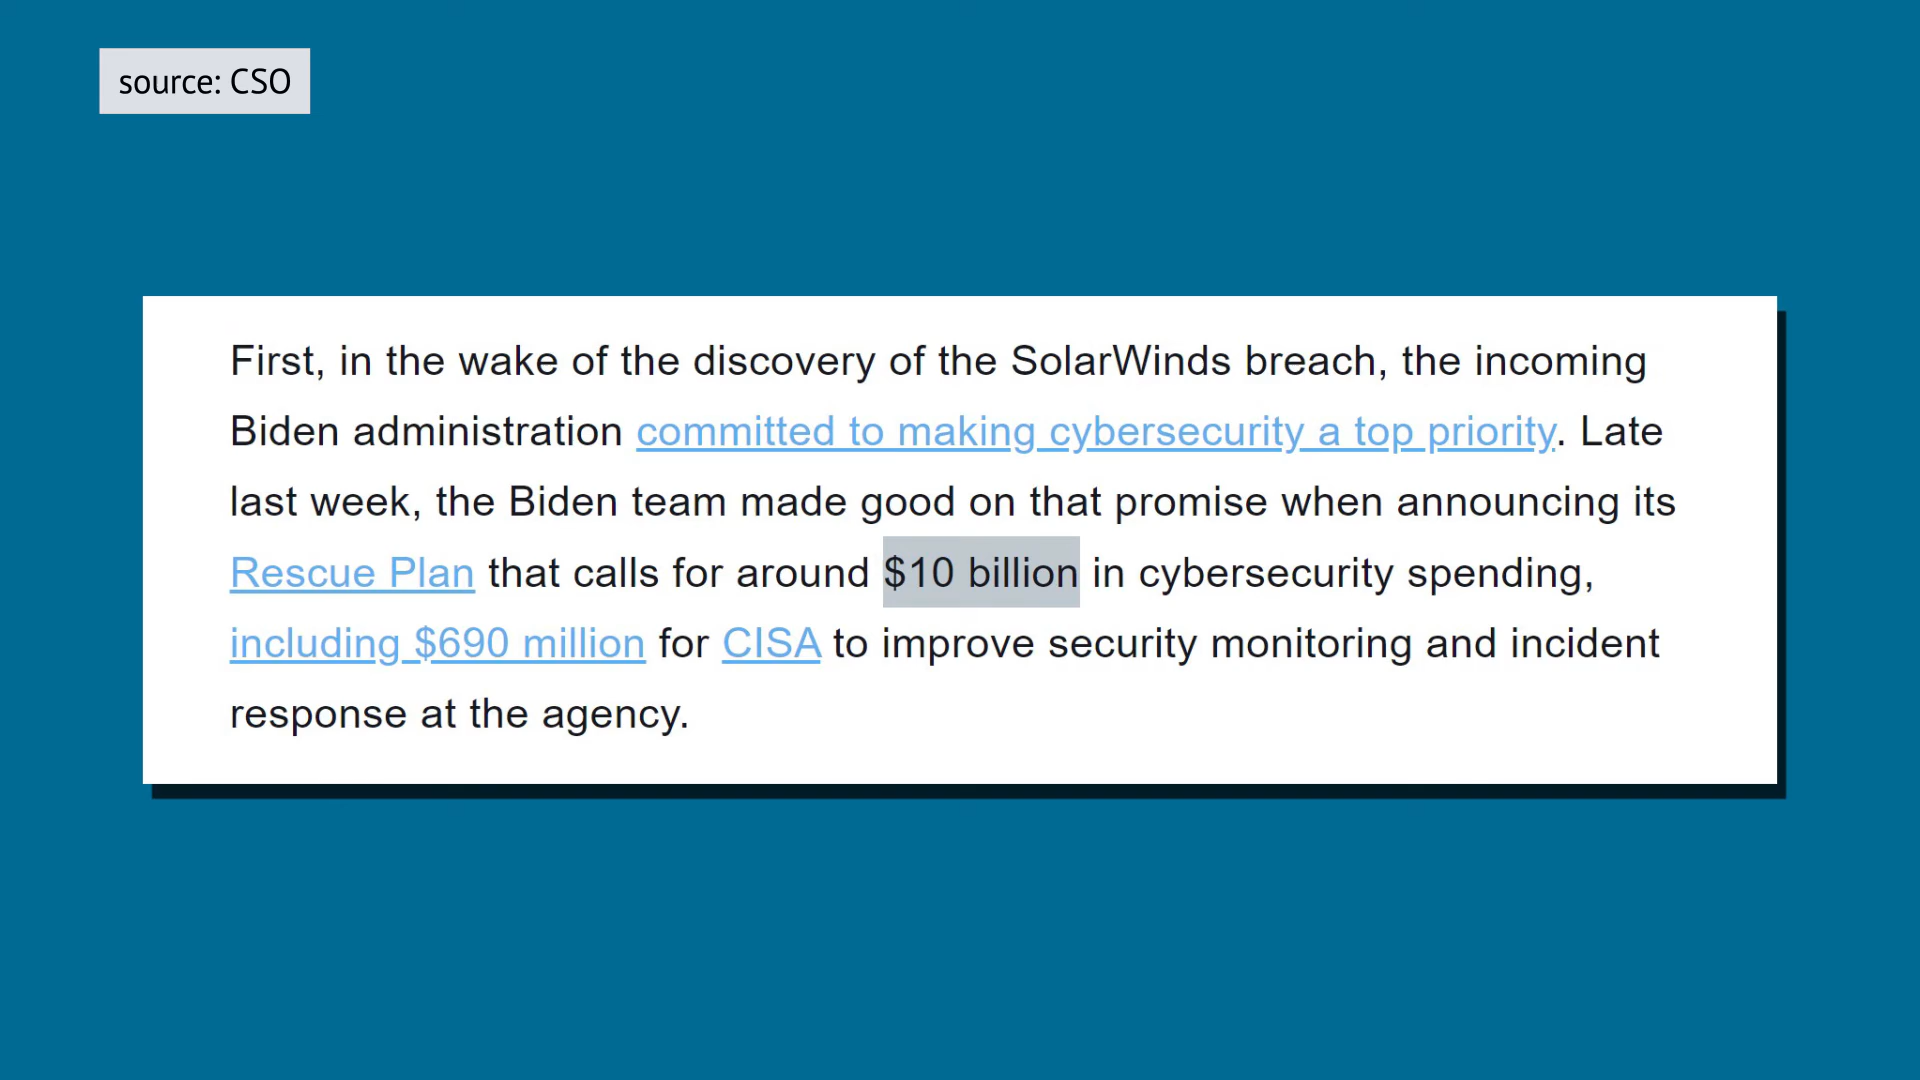 source: CSO
First, in the wake of the discovery of the SolarWinds breach, the incoming
Biden administration committed to making cybersecurity a top priority. Late
last week, the Biden team made good on that promise when announcing its
Rescue Plan that calls for around $10 billion in cybersecurity spending,
including $690 million for CISA to improve security monitoring and incident
response at the agency.